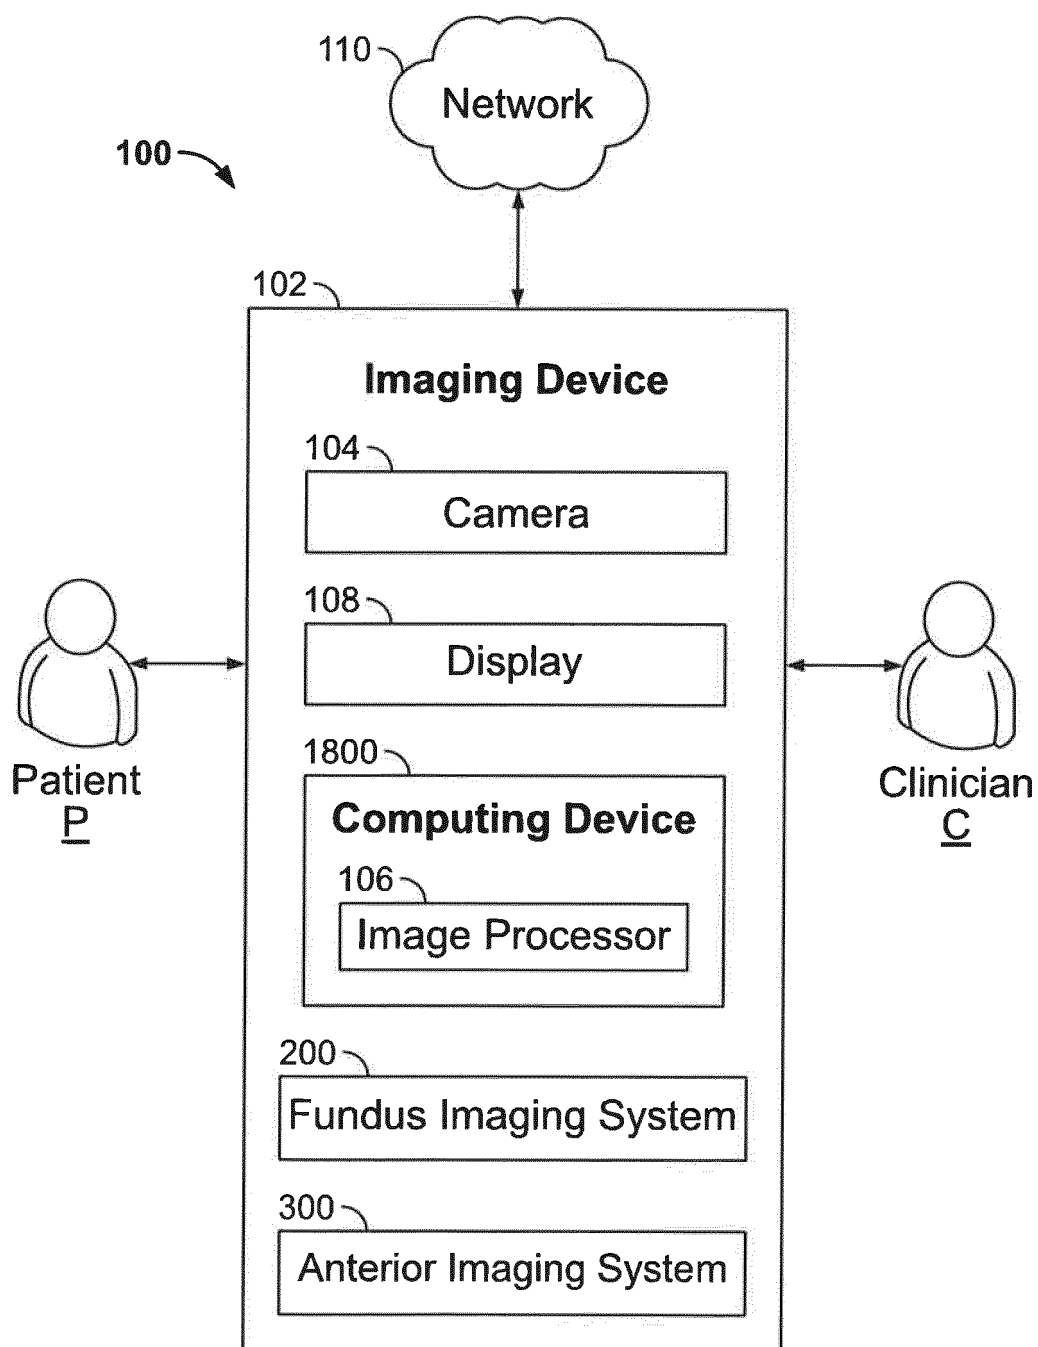 110
Network
100
102
Imaging Device
104
Camera
108
Display
Patient
P
Clinician
C
1800
Computing Device
106
Image Processor
200
Fundus Imaging System
300
Anterior Imaging System